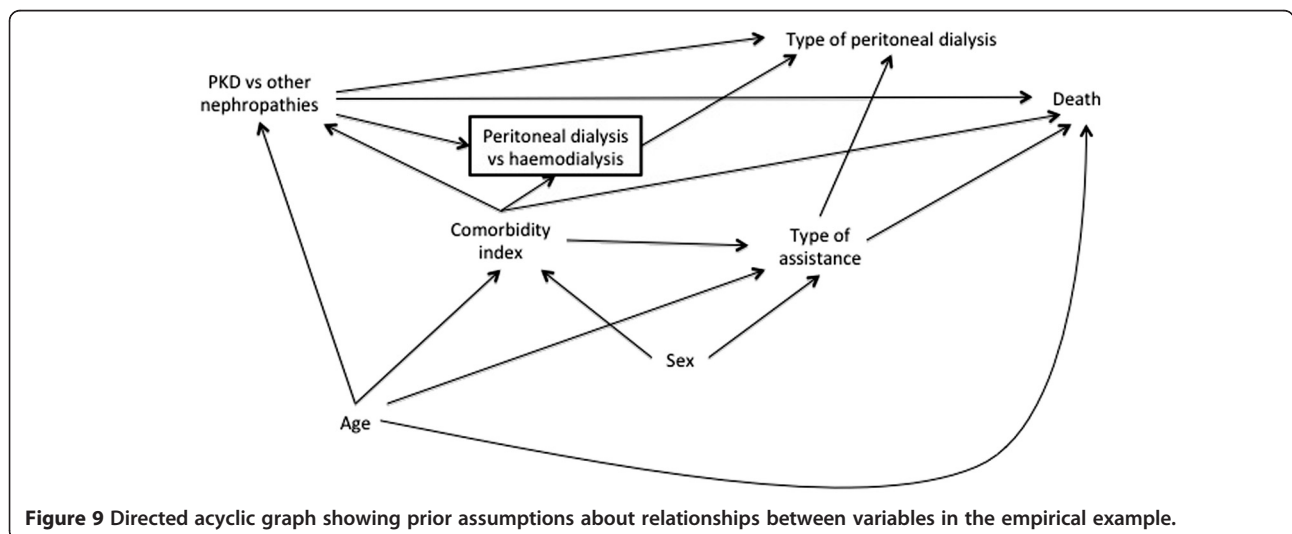 Type of peritoneal dialysis
PKD vs other
nephropathies
Death
Peritoneal dialysis
vs haemodialysis
Comorbidity
index
Type of
assistance
Sex
Age
Figure 9 Directed acyclic graph showing prior assumptions about relationships between variables in the empirical example.